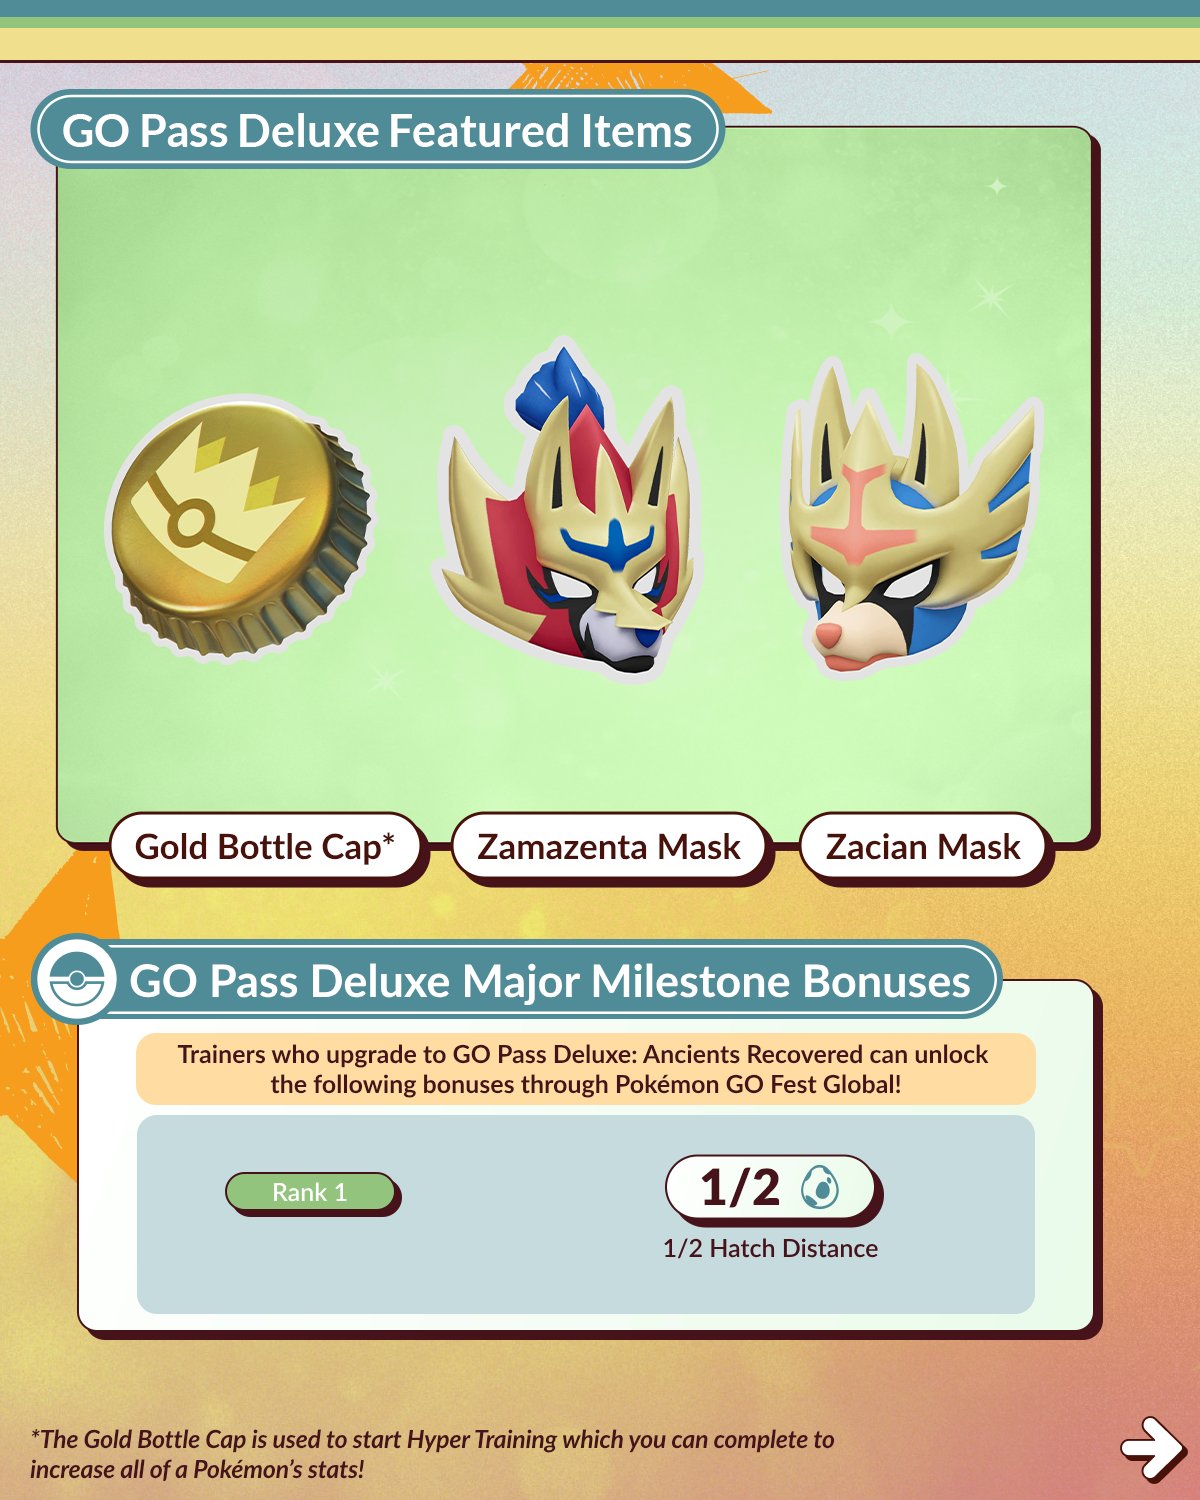 GO Pass Deluxe Featured Items
Gold Bottle Cap*
Zamazenta Mask
Zacian Mask
GO Pass Deluxe Major Milestone Bonuses
Trainers who upgrade to GO Pass Deluxe: Ancients Recovered can unlock
the following bonuses through Pokémon GO Fest Global!
Rank 1
1/2
1/2 Hatch Distance
*The Gold Bottle Cap is used to start Hyper Training which you can complete to
increase all of a Pokémon's stats!